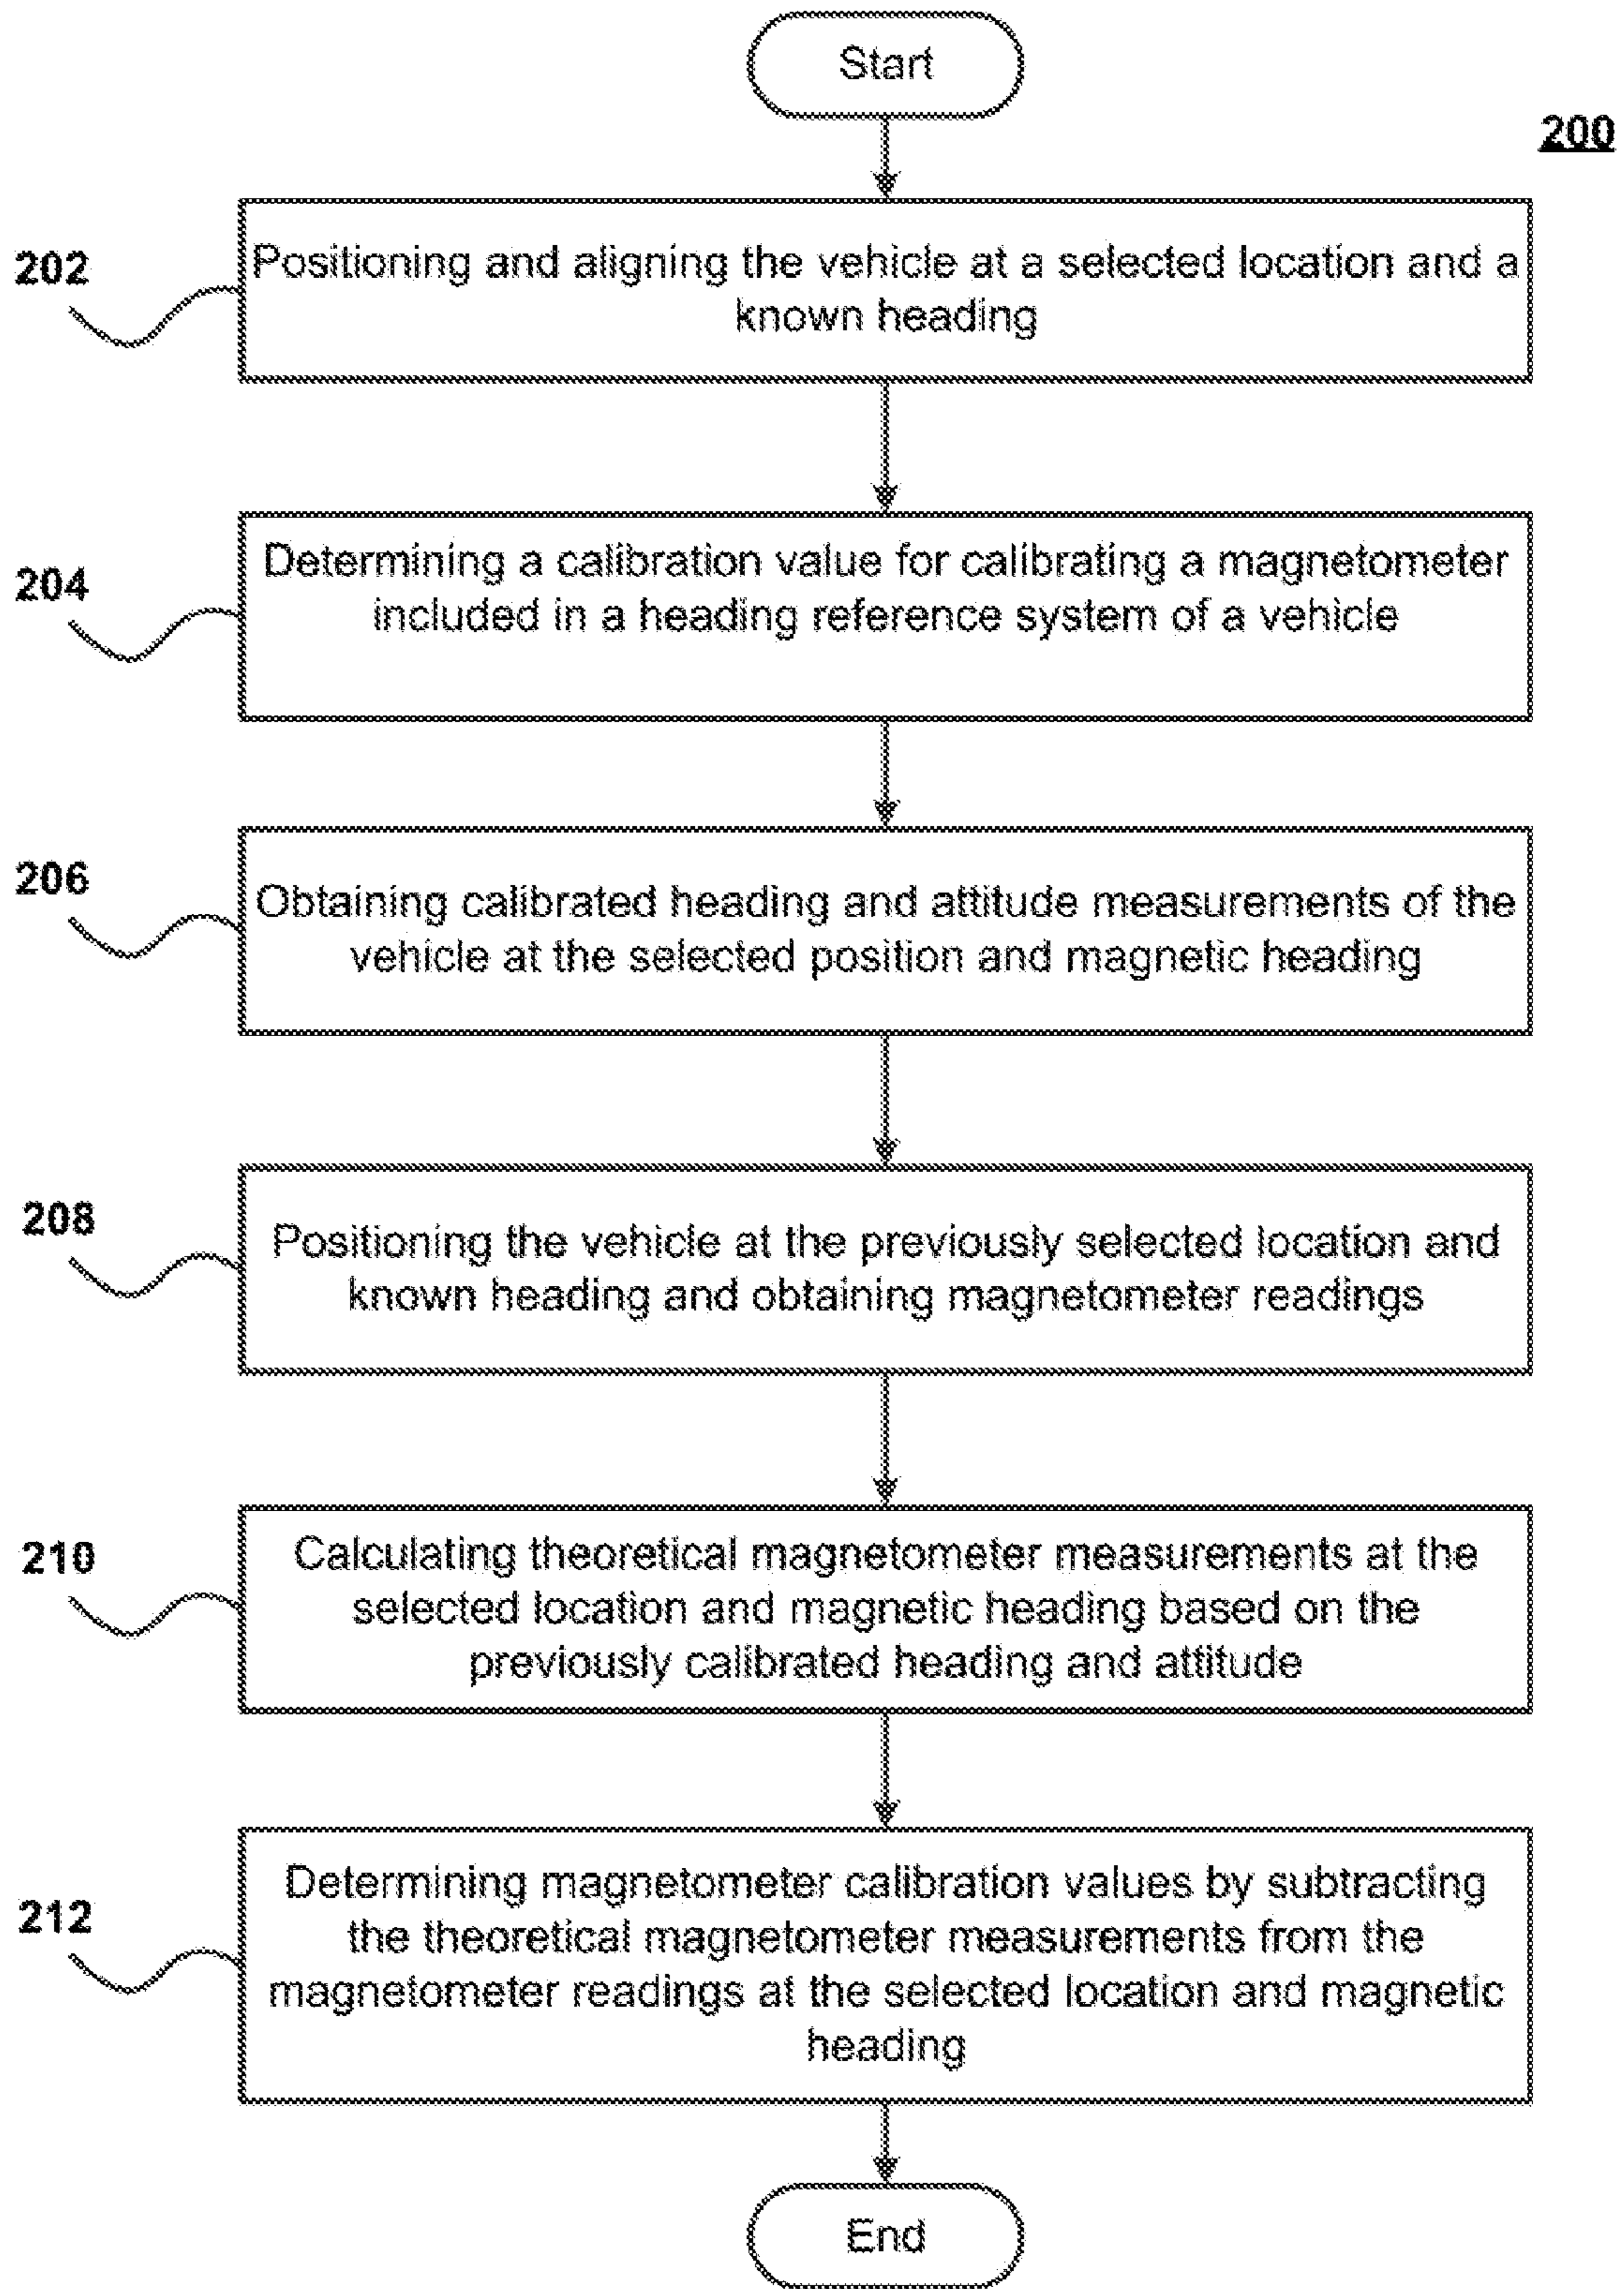 Start
200
202
Positioning and aligning the vehicle at a selected location and a
known heading
204
Determining a calibration value for calibrating a magnetometer
included in a heading reference system of a vehicle
206
Obtaining calibrated heading and attitude measurements of the
vehicle at the selected position and magnetic heading
208
Positioning the vehicle at the previously selected location and
known heading and obtaining magnetometer readings
210
Calculating theoretical magnetometer measurements at the
selected location and magnetic heading based on the
previously calibrated heading and attitude
212
Determining magnetometer calibration values by subtracting
the theoretical magnetometer measurements from the
magnetometer readings at the selected location and magnetic
heading
End